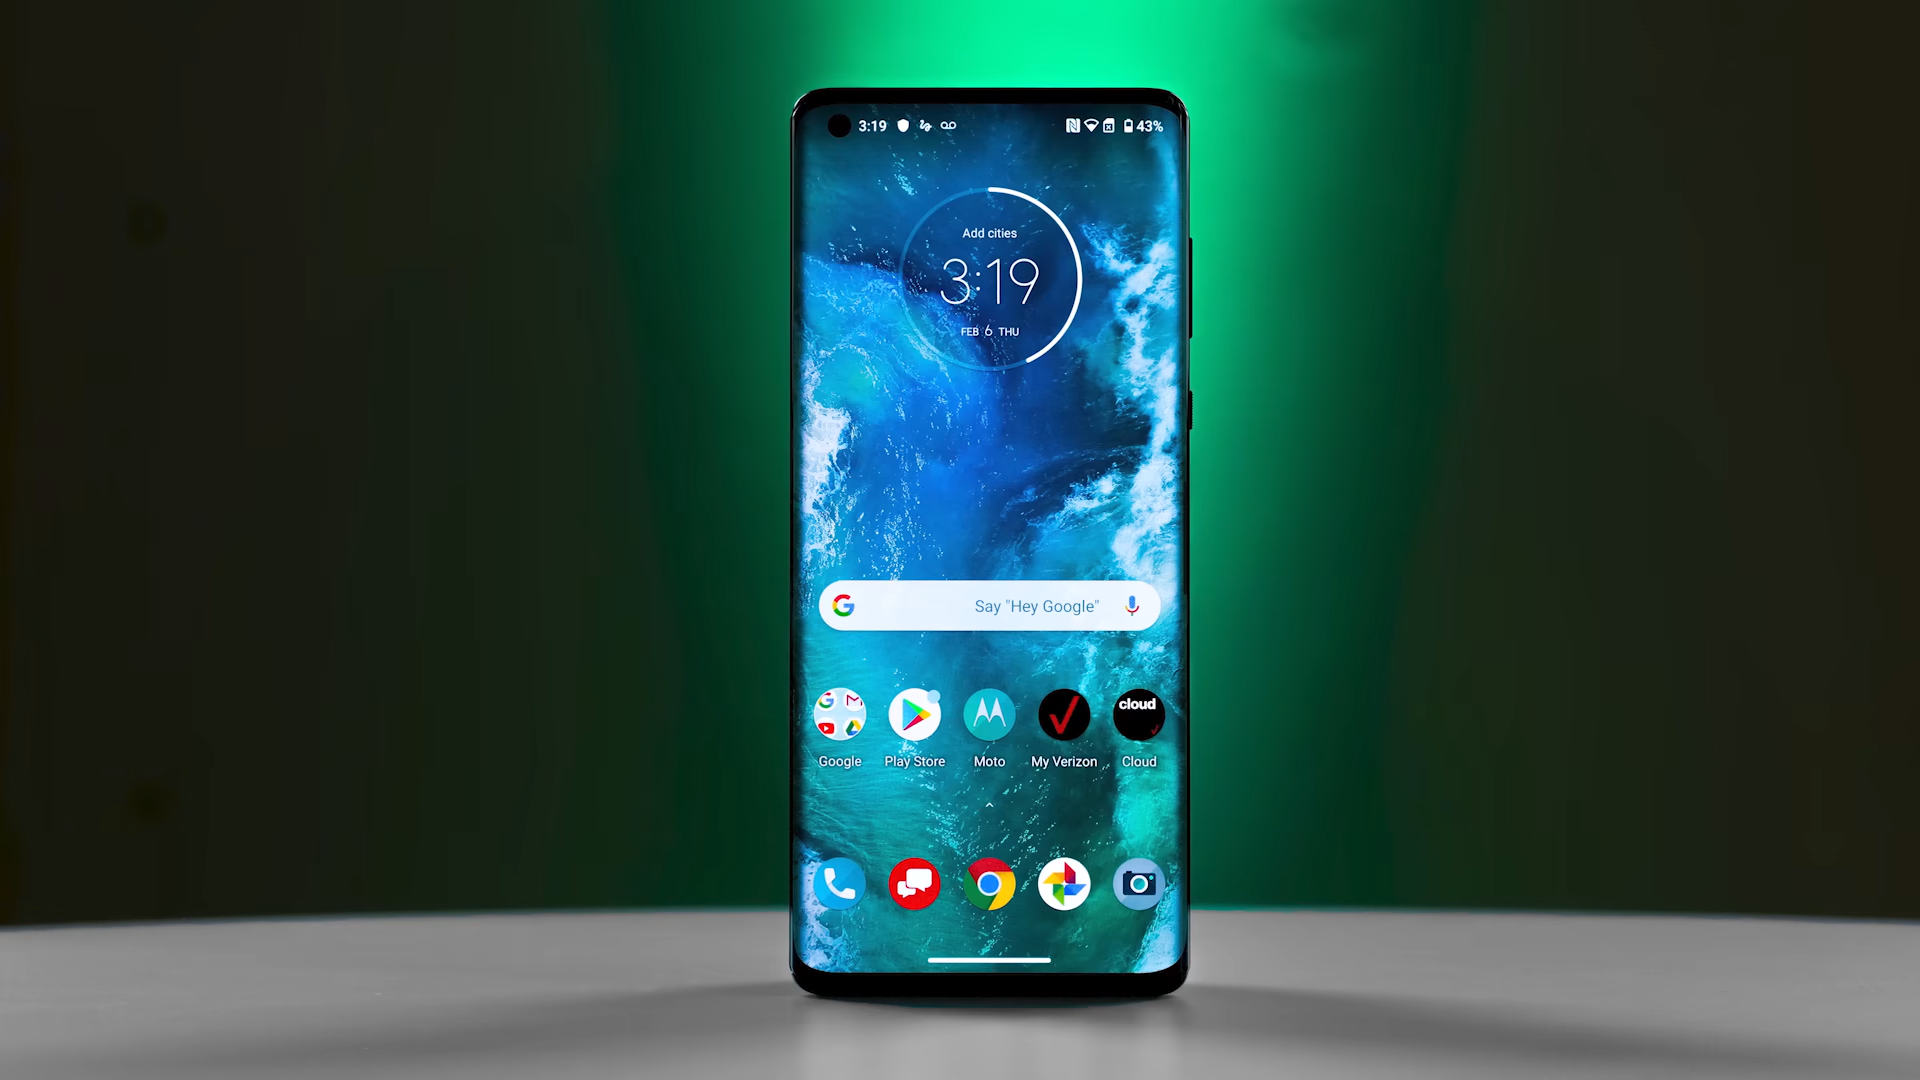 3:19
43%
Add cities
3:19
FEB 6 THU
Say "Hey Google"
cloud
Google
Play Store
Moto
My Verizon
Cloud